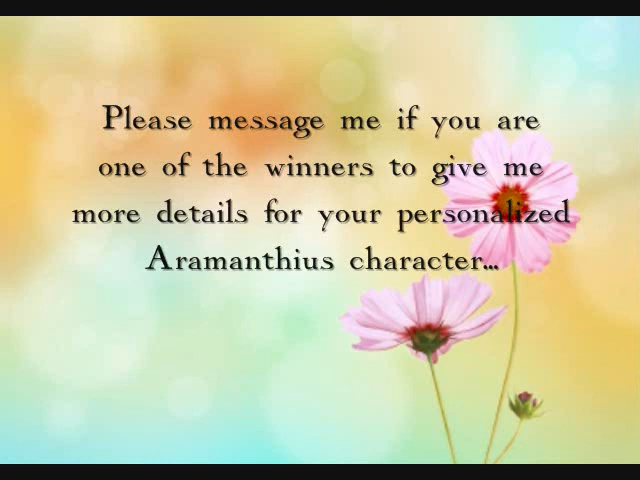 Please message me if you are
one of the winners to give me
more details for your personalized
Aramanthius character...